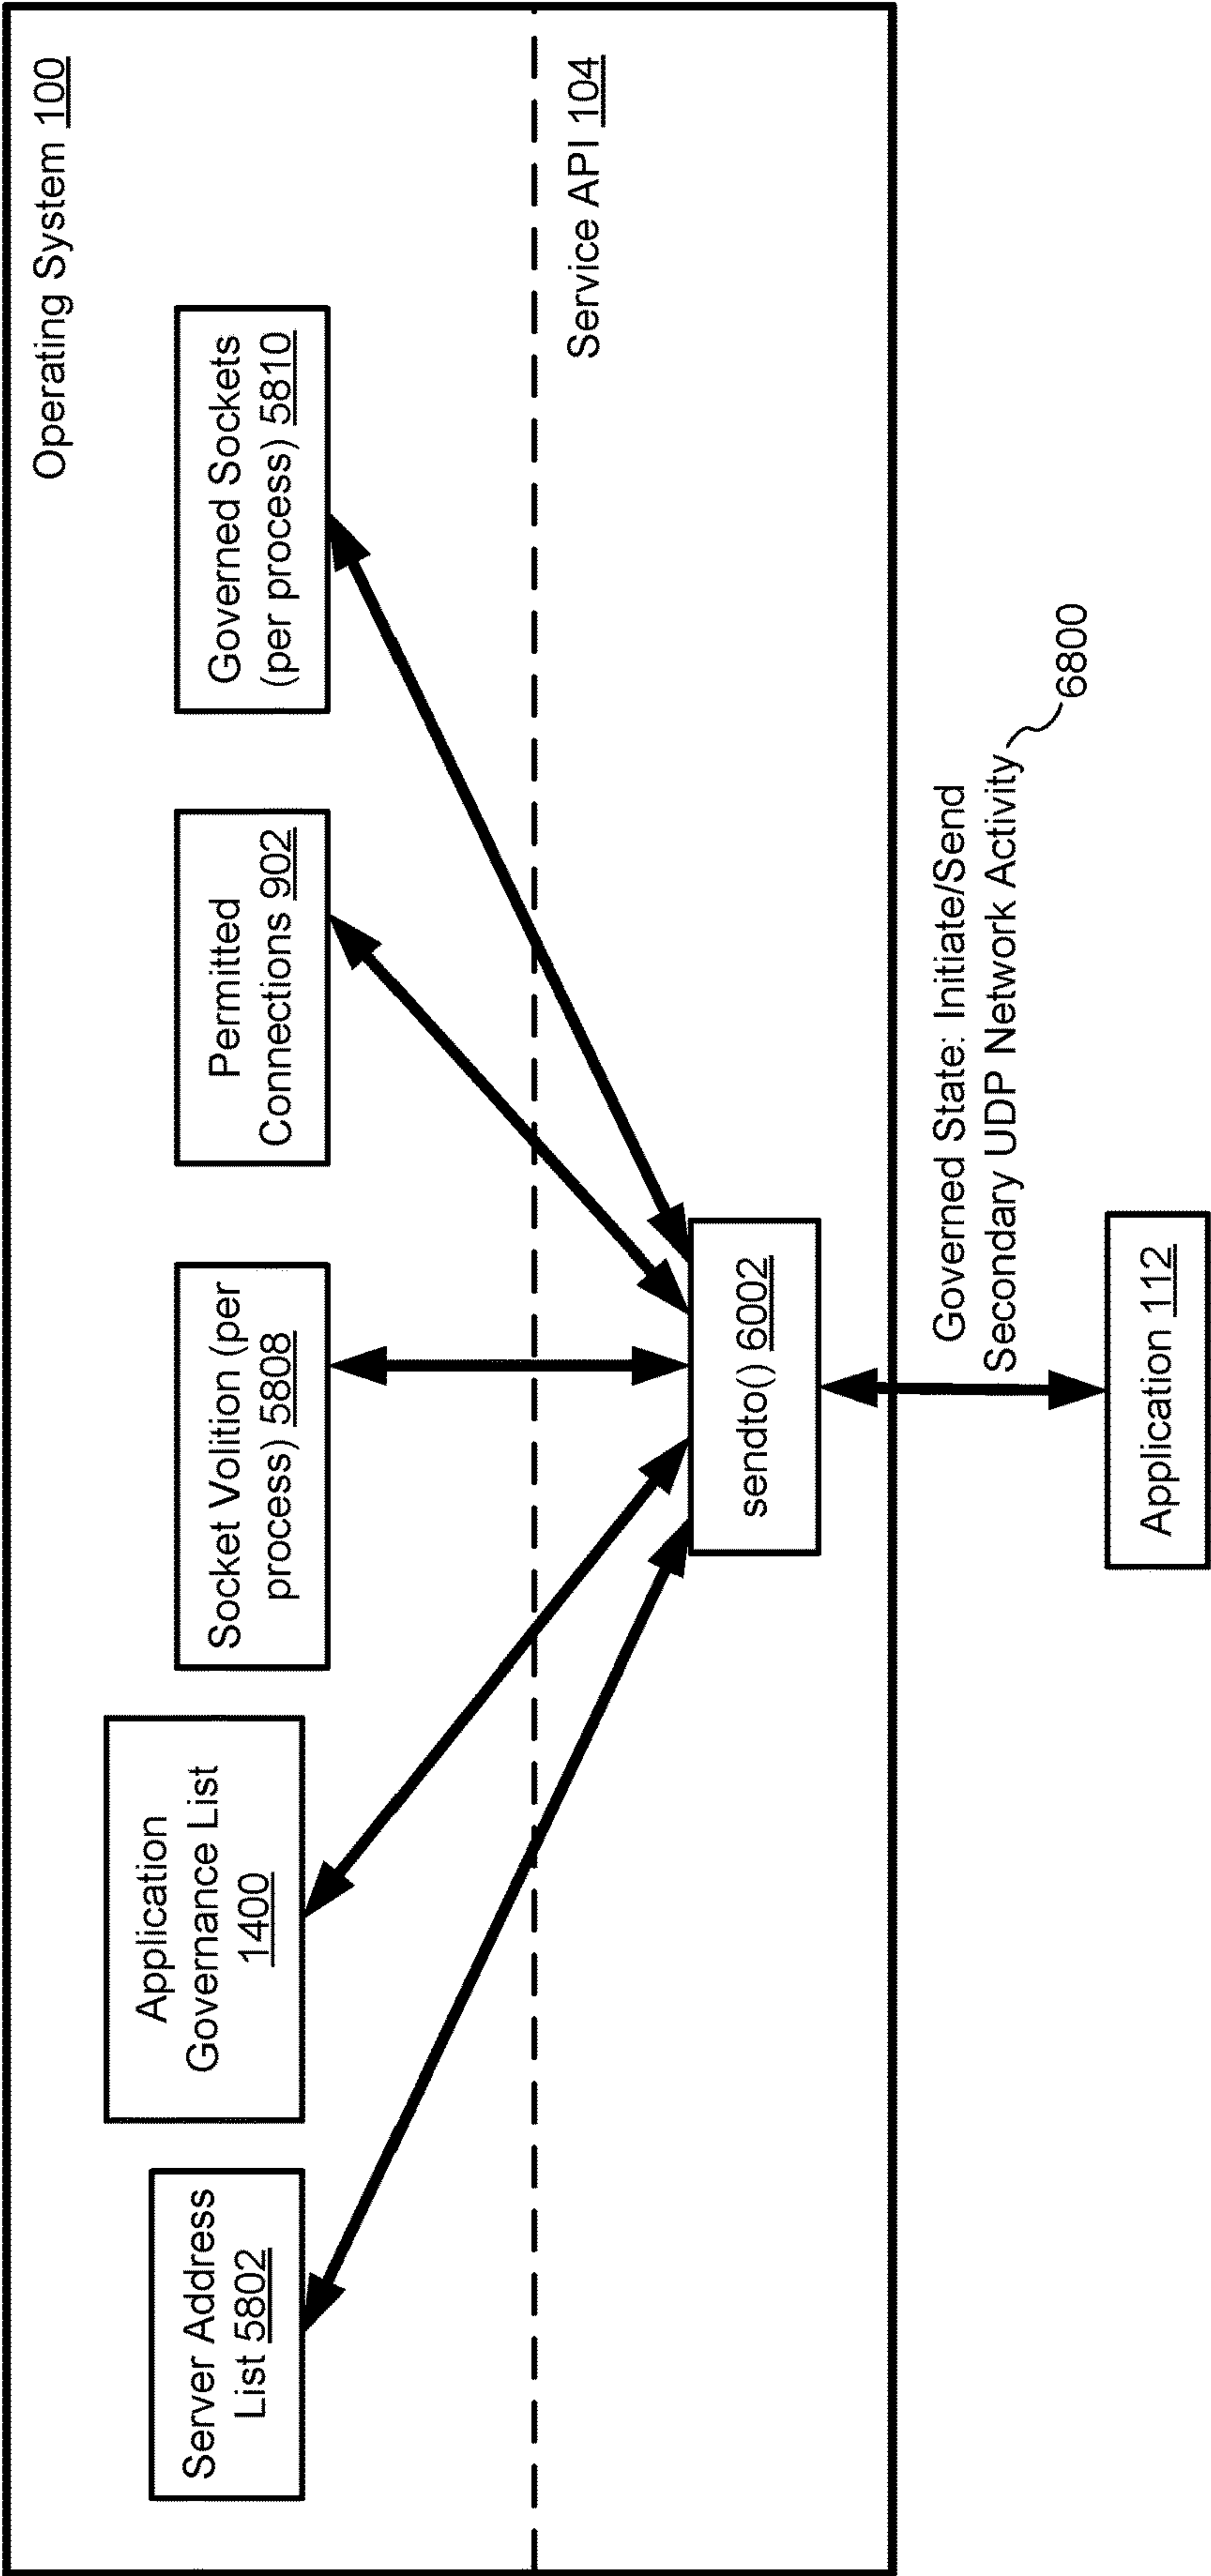 Operating System 100
Server Address
List 5802
Application
Governance List
1400
Socket Volition (per
process) 5808
Permitted
Connections 902
Governed Sockets
(per process) 5810
Service API 104
sendto() 6002
Governed State: Initiate/Send
Secondary UDP Network Activity
6800
Application 112